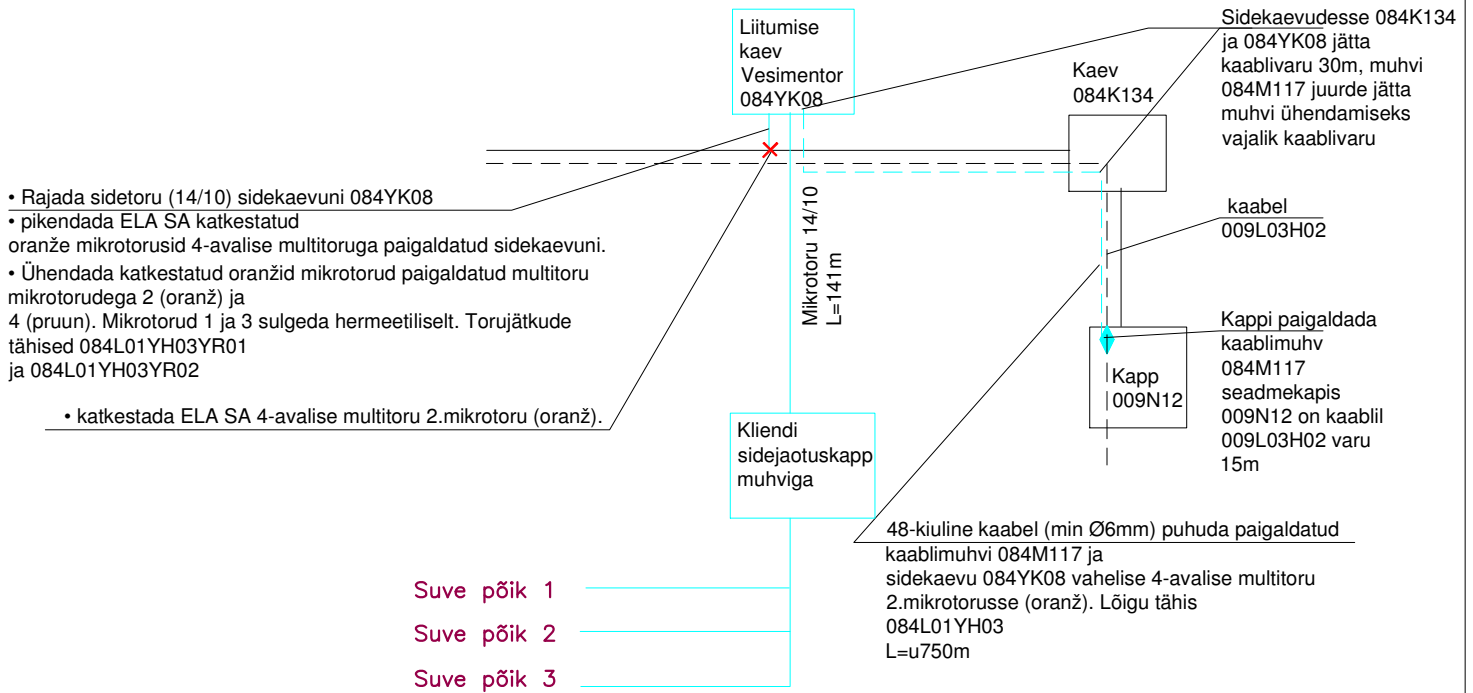 Liitumise
kaev
Vesimentor
084YK08
Kaev
084K134
Sidekaevudesse 084K134
ja 084YK08 jätta
kaablivaru 30m, muhvi
084M117 juurde jätta
muhvi ühendamiseks
vajalik kaablivaru
• Rajada sidetoru (14/10) sidekaevuni 084YK08
• pikendada ELA SA katkestatud
oranže mikrotorusid 4-avalise multitoruga paigaldatud sidekaevuni.
• Ühendada katkestatud oranžid mikrotorud paigaldatud multitoru
mikrotorudega 2 (oranž) ja
4 (pruun). Mikrotorud 1 ja 3 sulgeda hermeetiliselt. Torujätkude
tähised 084L01YH03YR01
ja 084L01YH03YR02
• katkestada ELA SA 4-avalise multitoru 2.mikrotoru (oranž).
Mikrotoru 14/10
L=141m
kaabel
009L03H02
Kapp
009N12
Kappi paigaldada
kaablimuhv
084M117
seadmekapis
009N12 on kaablil
009L03H02 varu
15m
Kliendi
sidejaotuskapp
muhviga
48-kiuline kaabel (min Ø6mm) puhuda paigaldatud
kaablimuhvi 084M117 ja
sidekaevu 084YK08 vahelise 4-avalise multitoru
2.mikrotorusse (oranž). Lõigu tähis
084L01YH03
L=u750m
Suve põik 1
Suve põik 2
Suve põik 3